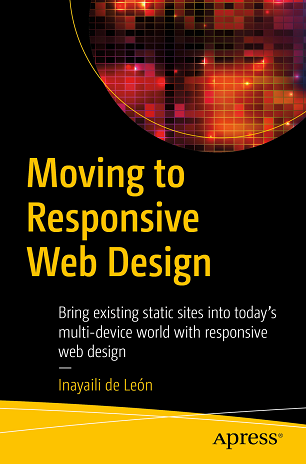 Moving to
Responsive
Web Design
Bring existing static sites into today's
multi-device world with responsive
web design
—
Inayaili de León
Apress®